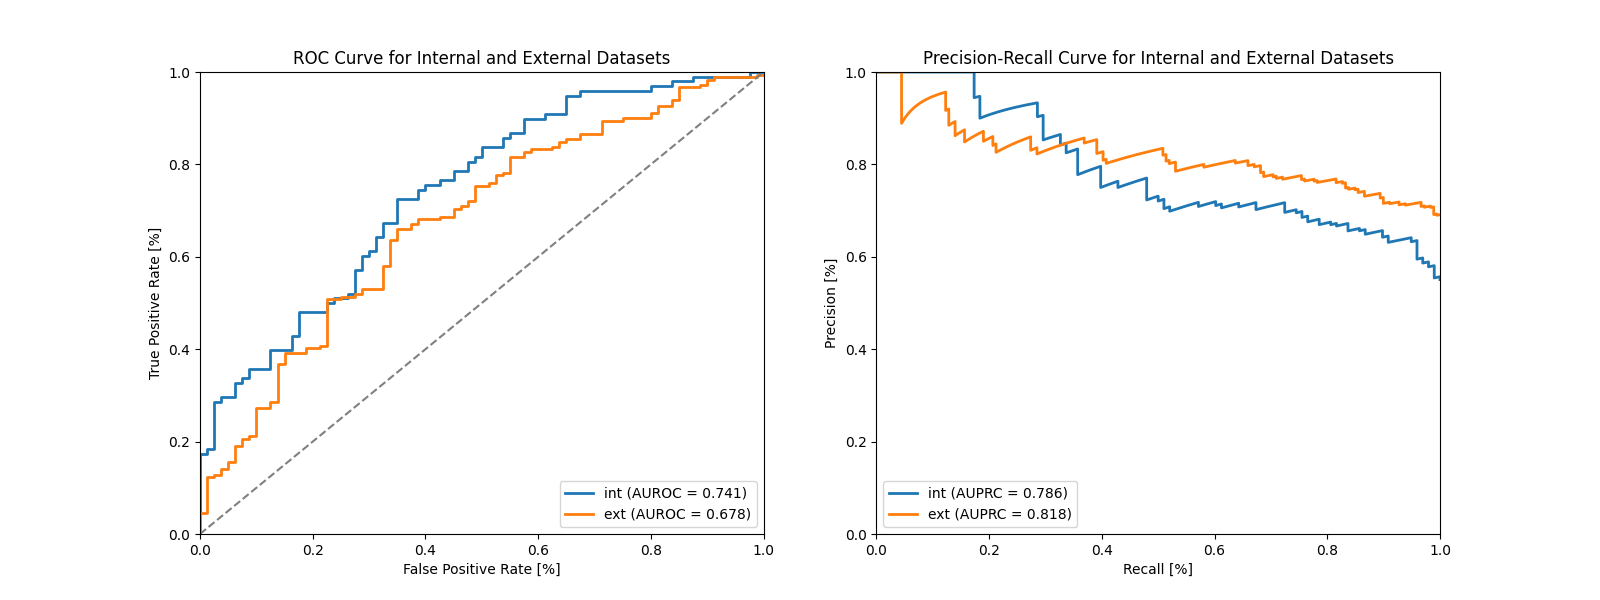 ROC Curve for Internal and External Datasets
1.0
0.8
0.6
0.4
0.2
0.0
True Positive Rate [%]
0.0 0.2 0.4 0.6 0.8 1.0
False Positive Rate [%]
int (AUROC = 0.741)
ext (AUROC = 0.678)
Precision-Recall Curve for Internal and External Datasets
1.0
0.8
0.6
0.4
0.2
0.0
Precision [%]
0.0 0.2 0.4 0.6 0.8 1.0
Recall [%]
int (AUPRC = 0.786)
ext (AUPRC = 0.818)